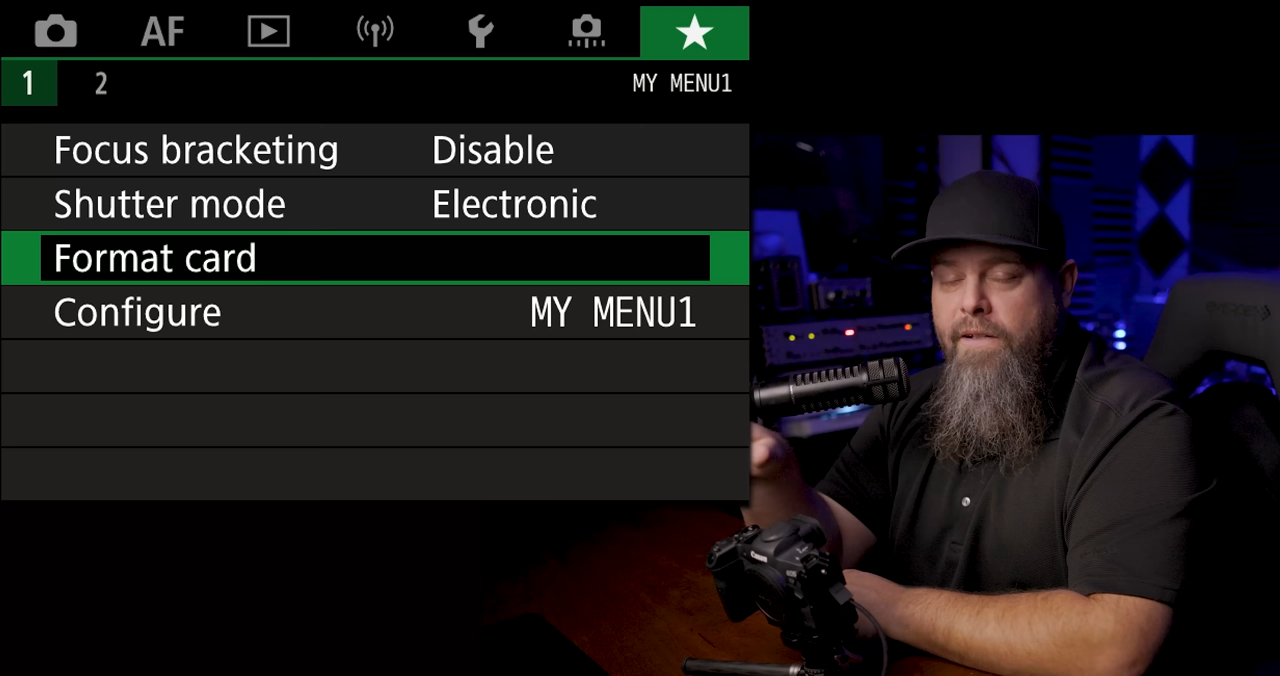 AF
1 2 MY MENU1
Focus bracketing Disable
Shutter mode Electronic
Format card
Configure MY MENU1
Canon